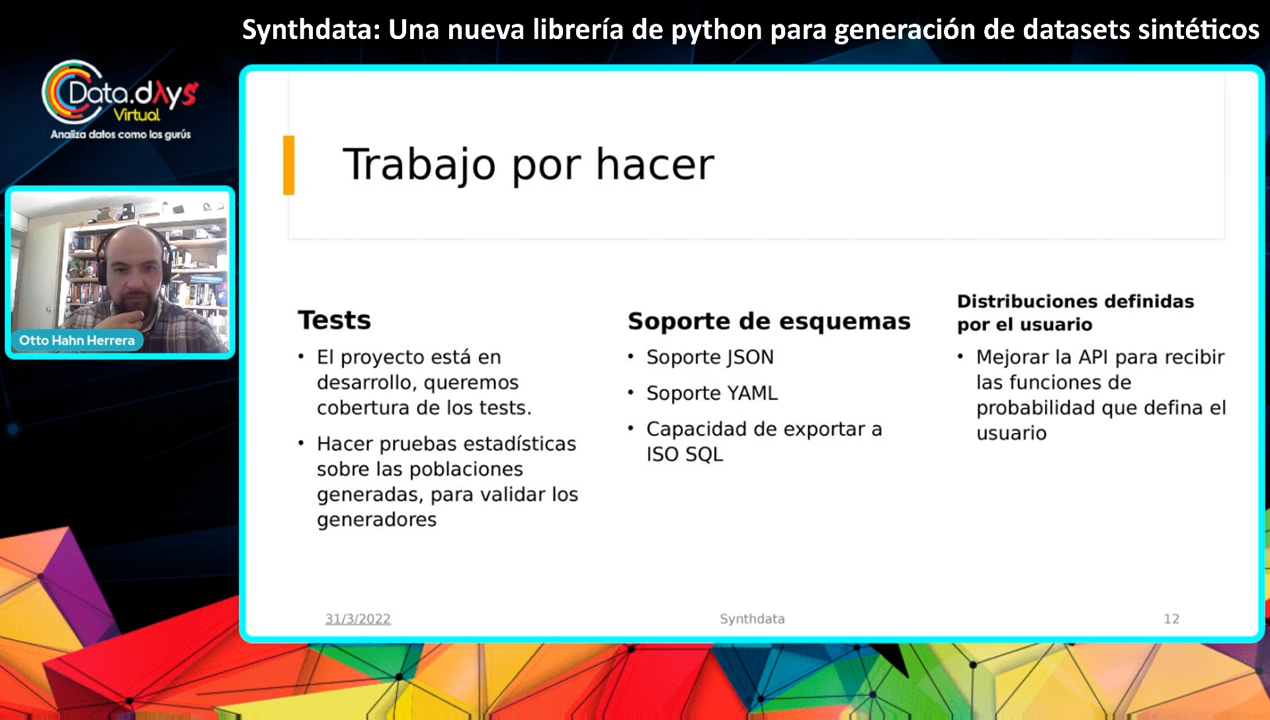 Synthdata: Una nueva librería de python para generación de datasets sintéticos
Data.dλys
Virtual
Analiza datos como los gurús
Otto Hahn Herrera
Trabajo por hacer
Tests
• El proyecto está en
desarrollo, queremos
cobertura de los tests.
• Hacer pruebas estadísticas
sobre las poblaciones
generadas, para validar los
generadores
Soporte de esquemas
• Soporte JSON
• Soporte YAML
• Capacidad de exportar a
ISO SQL
Distribuciones definidas
por el usuario
• Mejorar la API para recibir
las funciones de
probabilidad que defina el
usuario
31/3/2022
Synthdata
12